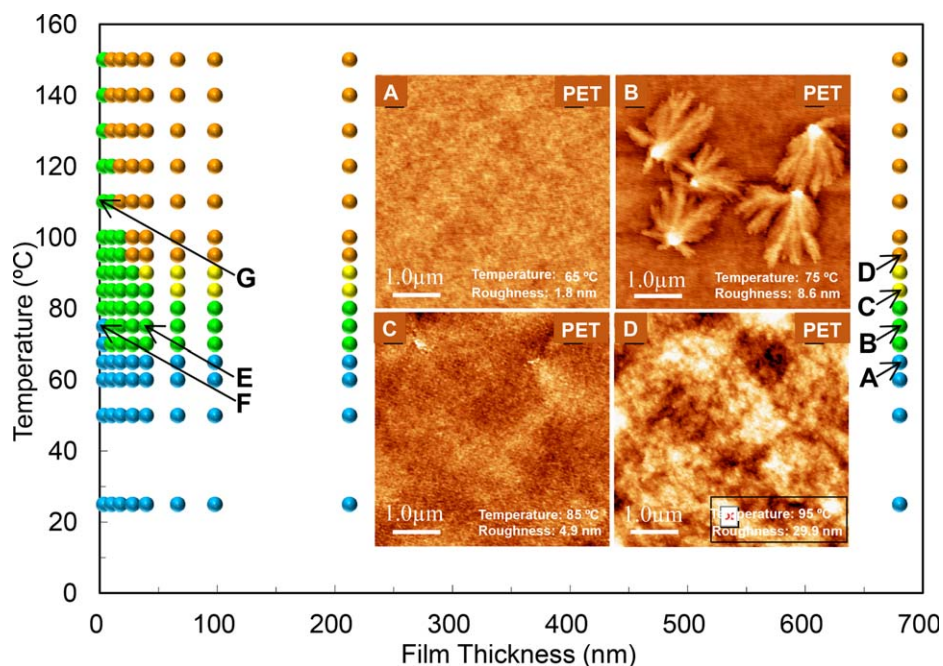 160
140
120
100
80
60
40
20
0
Temperature (ºC)
0
100
200
300
400
500
600
700
Film Thickness (nm)
A
PET
1.0µm
Temperature: 65 ºC
Roughness: 1.8 nm
B
PET
1.0µm
Temperature: 75 ºC
Roughness: 8.6 nm
C
PET
1.0µm
Temperature: 85 ºC
Roughness: 4.9 nm
D
PET
1.0µm
Temperature: 95 ºC
Roughness: 29.9 nm
G
E
F
D
C
B
A